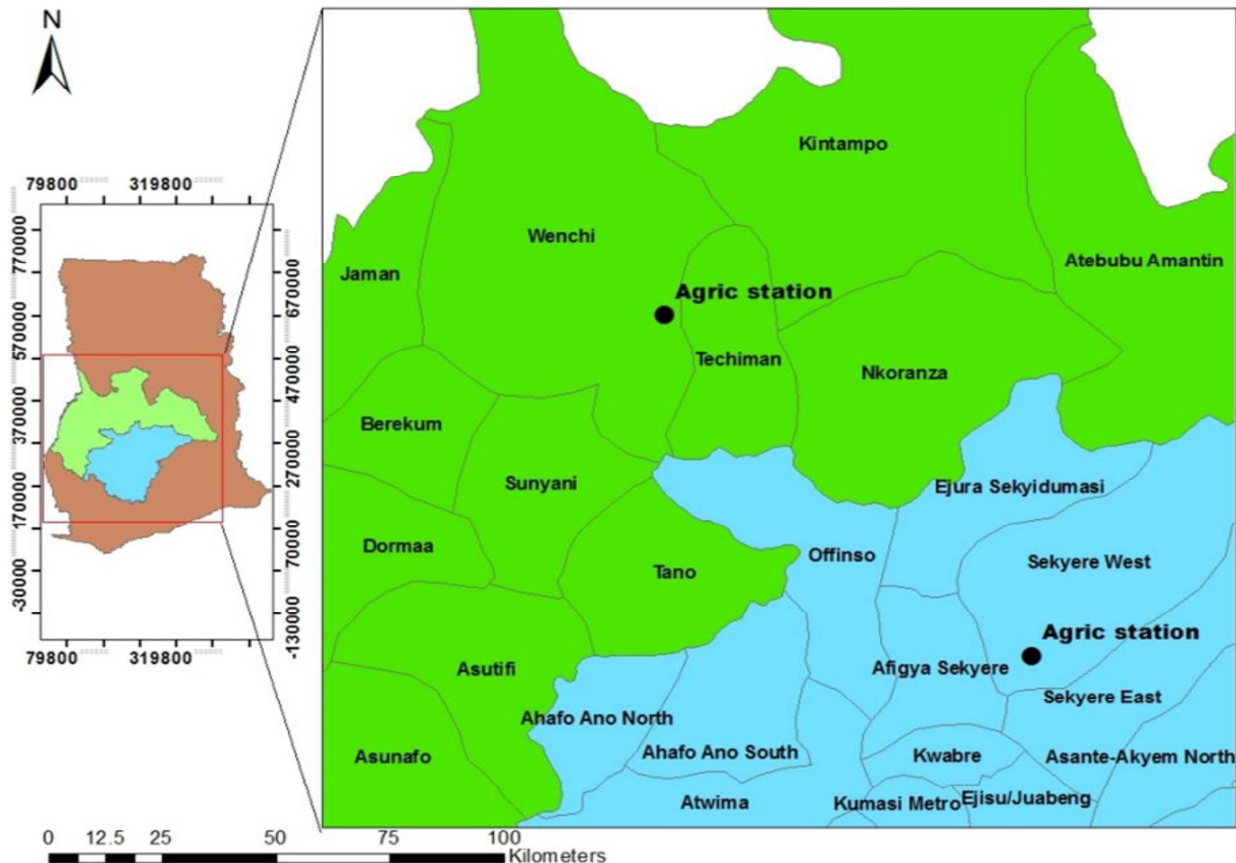 N
79800 319800
770000
670000
570000
470000
370000
270000
170000
70000
-30000
-130000
79800 319800
Kintampo
Wenchi
Jaman
Atebubu Amantin
Agric station
Techiman
Nkoranza
Berekum
Sunyani
Ejura Sekyidumasi
Dormaa
Offinso
Tano
Sekyere West
Agric station
Asutifi
Afigya Sekyere
Sekyere East
Ahafo Ano North
Ahafo Ano South
Asunafo
Kwabre
Asante-Akyem North
Atwima
Kumasi Metro
Ejisu/Juabeng
0 12.5 25 50 75 100
Kilometers